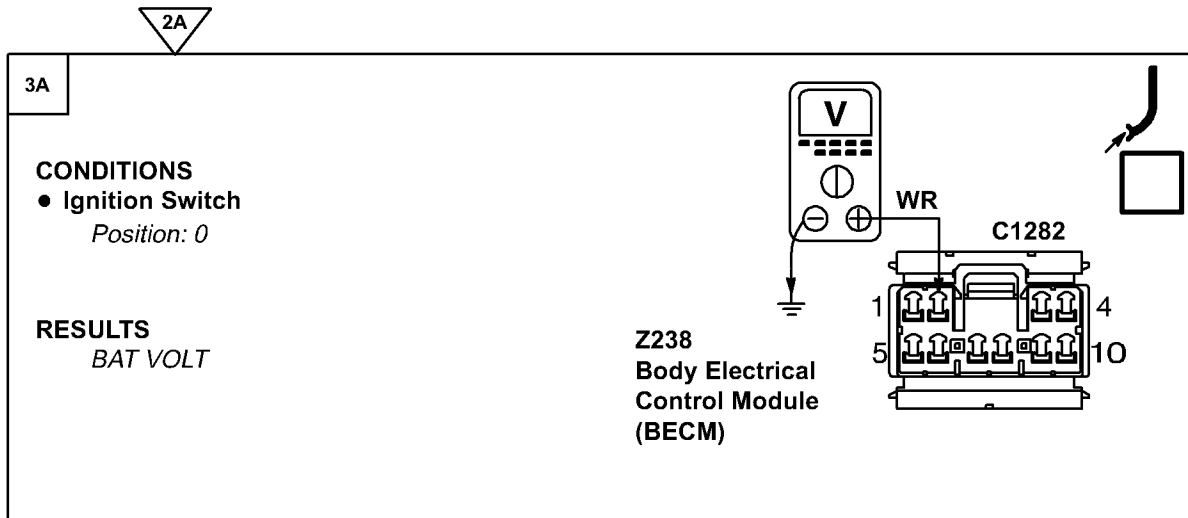 2A
3A
CONDITIONS
● Ignition Switch
Position: 0
RESULTS
BAT VOLT
V
WR
C1282
1
4
5
10
Z238
Body Electrical
Control Module
(BECM)